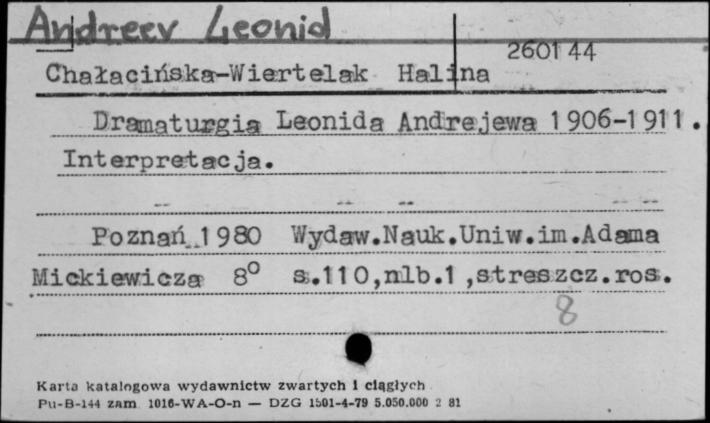 Andreev Leonid
2601 44
Chałacińska-Wiertelak Halina
Dramaturgia Leonida Andrejewa 1906-1911.
Interpretacja.
Poznań 1980 Wydaw.Nauk.Uniw.im.Adama
Mickiewicza 8° s.110,nlb.1,streszcz.ros.
8
Karta katalogowa wydawnictw zwartych i ciągłych
Pu-B-144 zam. 1016-WA-O-n — DZG 1501-4-79 5.050.000 2 81